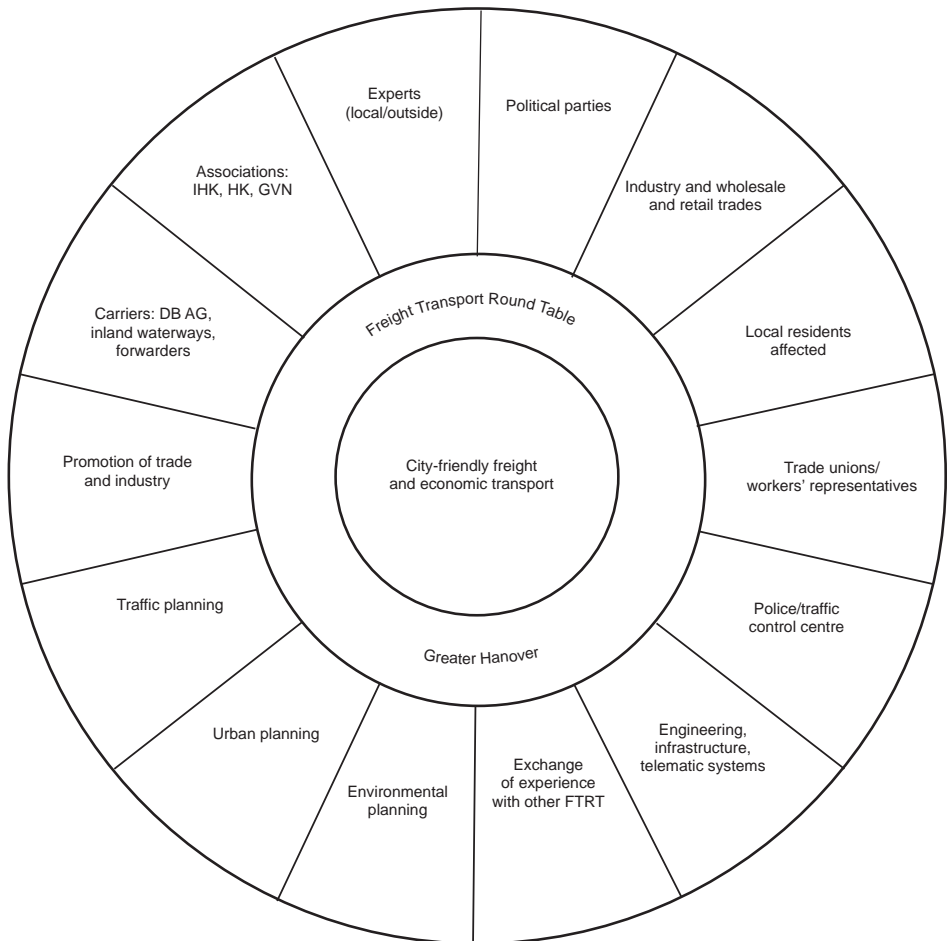 Experts
(local/outside)
Political parties
Associations:
IHK, HK, GVN
Industry and wholesale
and retail trades
Carriers: DB AG,
inland waterways,
forwarders
Freight Transport Round Table
Local residents
affected
Promotion of trade
and industry
City-friendly freight
and economic transport
Trade unions/
workers' representatives
Traffic planning
Police/traffic
control centre
Greater Hanover
Urban planning
Engineering,
infrastructure,
telematic systems
Environmental
planning
Exchange
of experience
with other FTRT